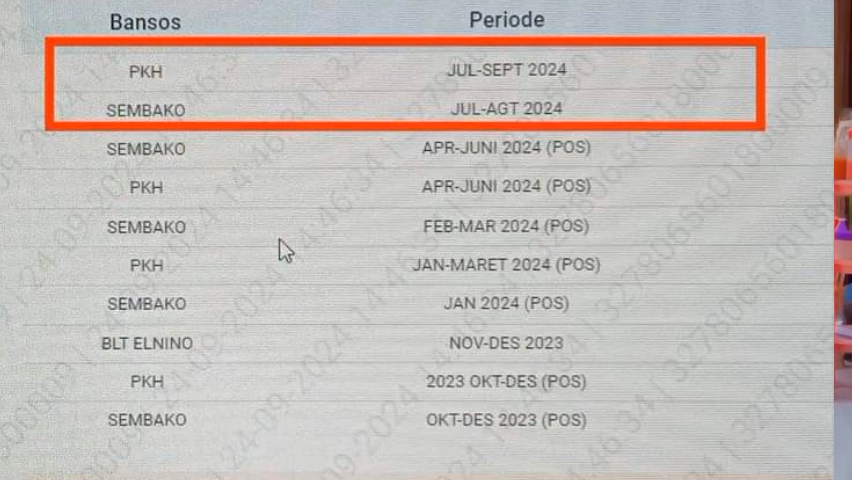 Bansos Periode
PKH JUL-SEPT 2024
SEMBAKO JUL-AGT 2024
SEMBAKO APR-JUNI 2024 (POS)
PKH APR-JUNI 2024 (POS)
SEMBAKO FEB-MAR 2024 (POS)
PKH JAN-MARET 2024 (POS)
SEMBAKO JAN 2024 (POS)
BLT ELNINO NOV-DES 2023
PKH 2023 OKT-DES (POS)
SEMBAKO OKT-DES 2023 (POS)